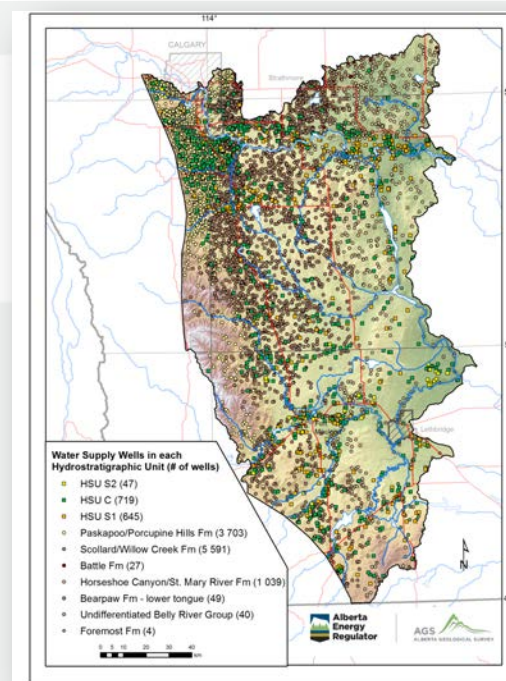 114°
CALGARY
Strathmore
Lethbridge
Water Supply Wells in each
Hydrostratigraphic Unit (# of wells)
HSU S2 (47)
HSU C (719)
HSU S1 (645)
Paskapoo/Porcupine Hills Fm (3 703)
Scollard/Willow Creek Fm (5 591)
Battle Fm (27)
Horseshoe Canyon/St. Mary River Fm (1 039)
Bearpaw Fm - lower tongue (49)
Undifferentiated Belly River Group (40)
Foremost Fm (4)
0 5 10 20 30 40
km
N
Alberta
Energy
Regulator
AGS
ALBERTA GEOLOGICAL SURVEY